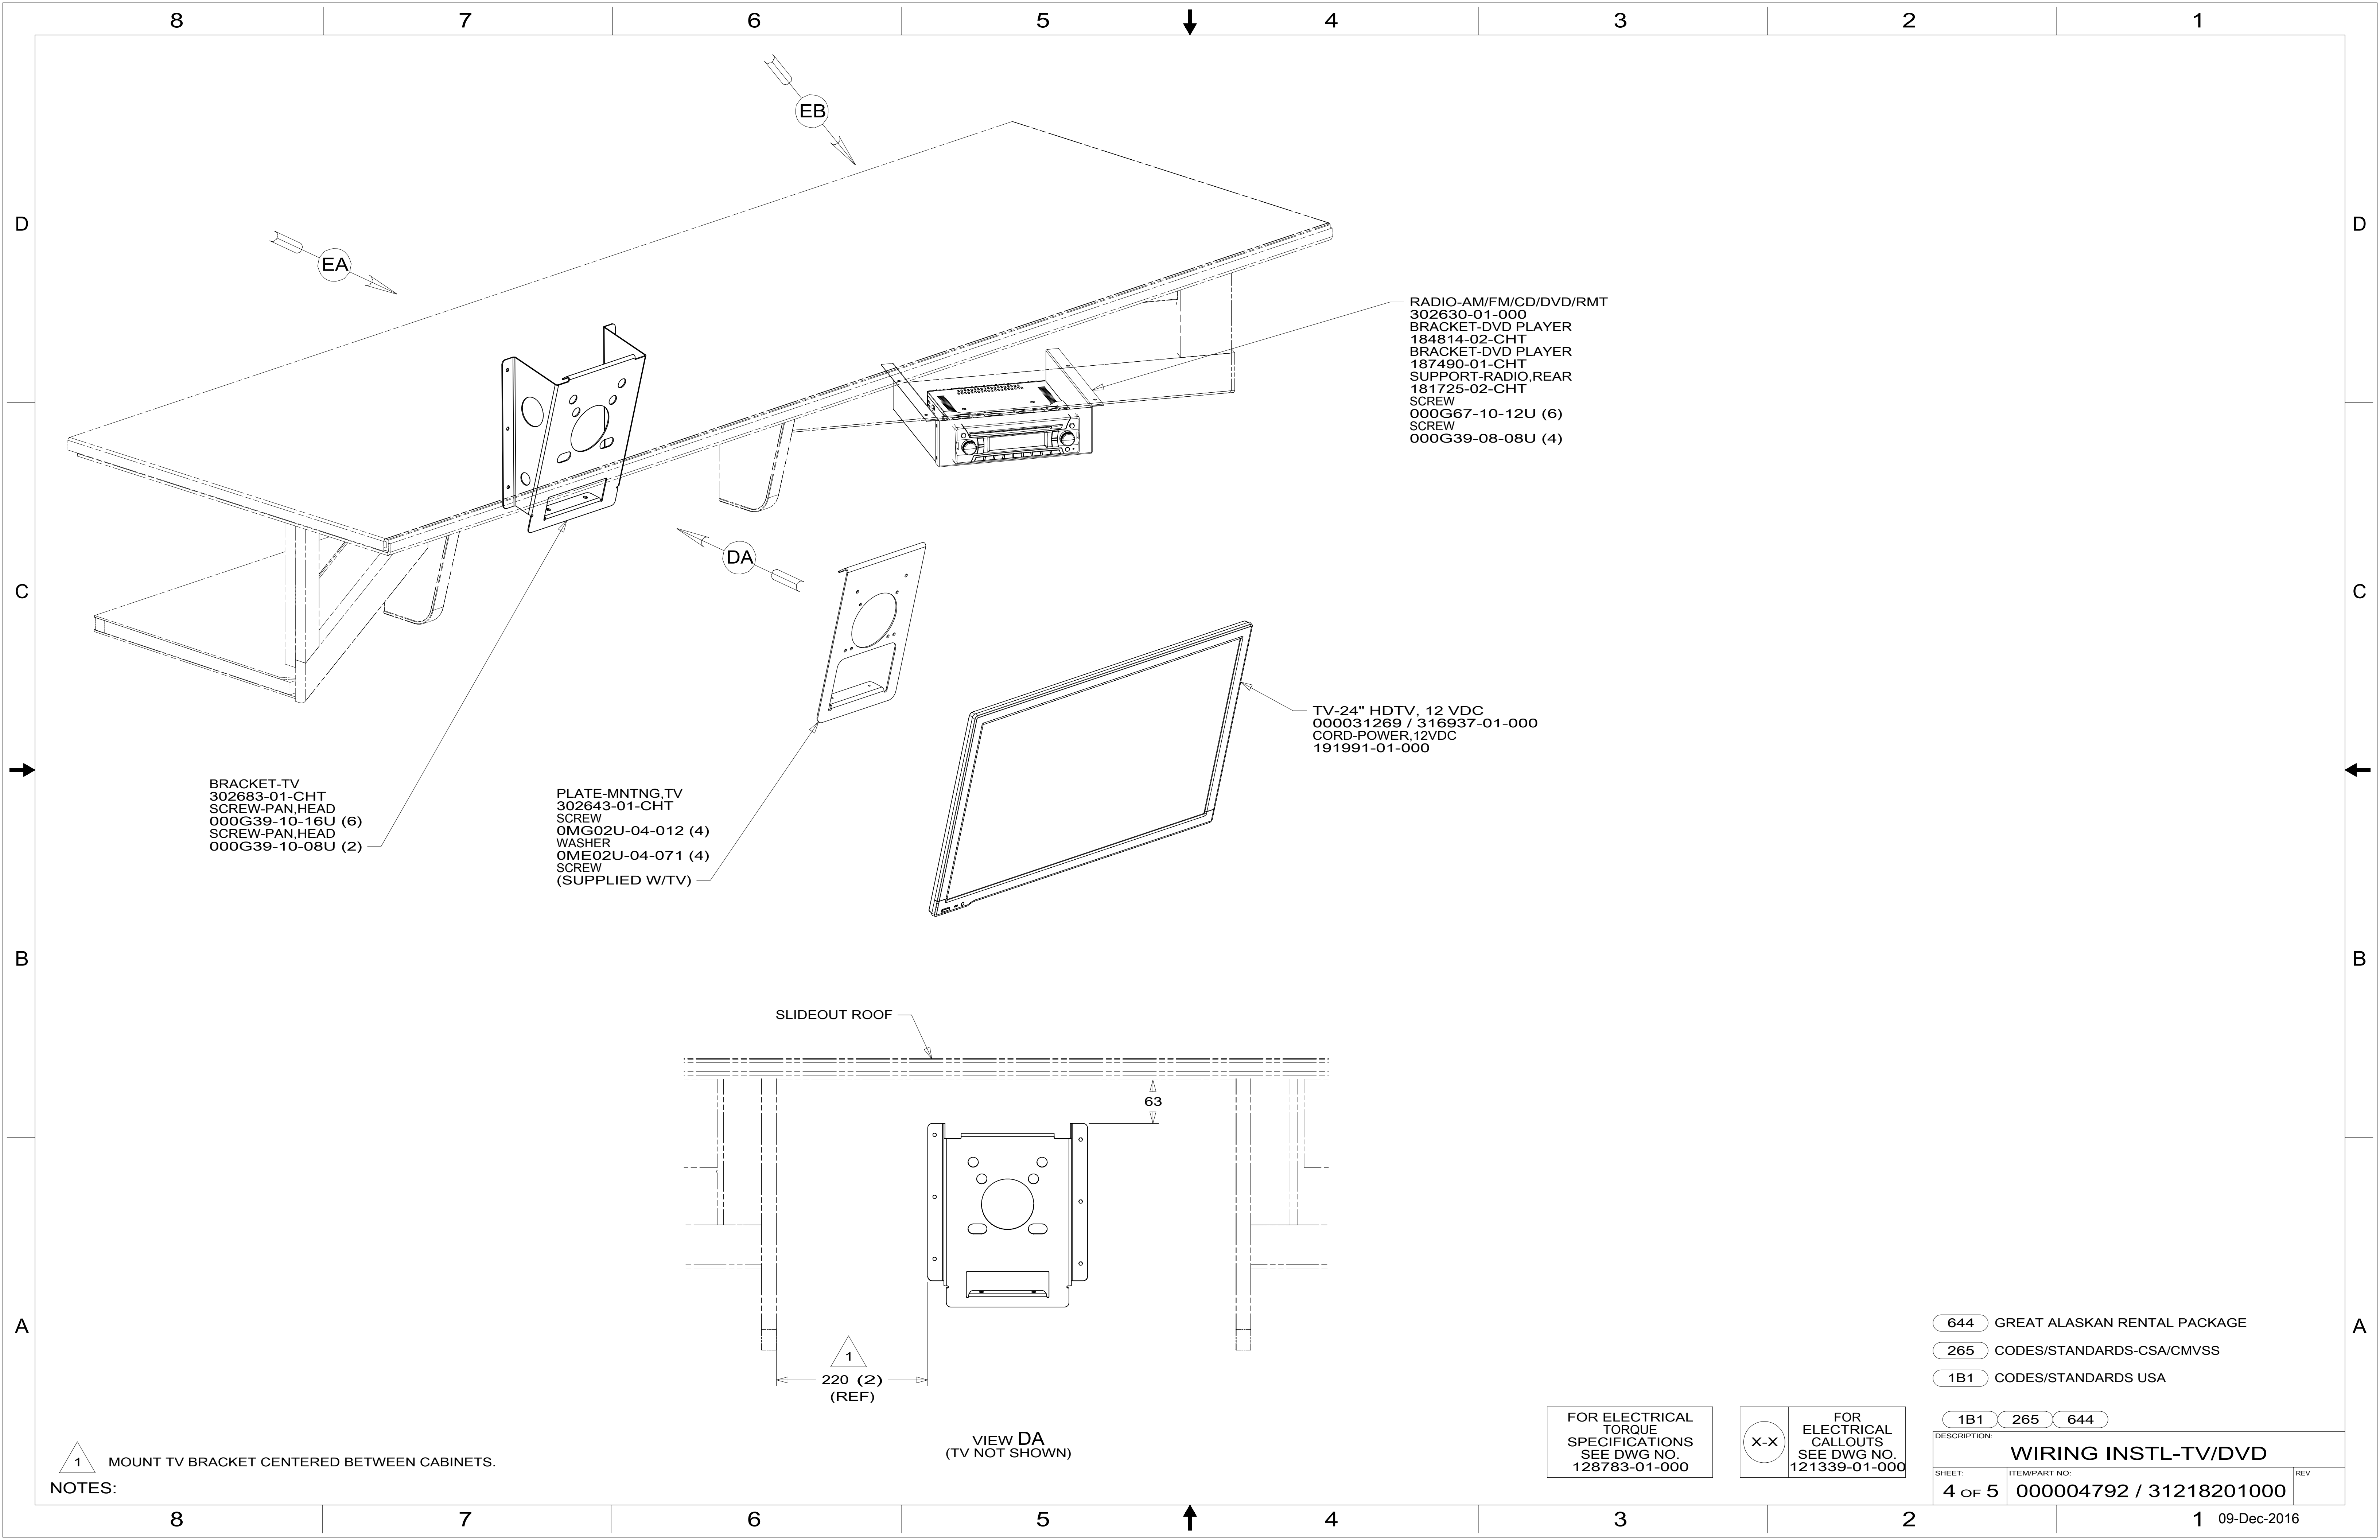 8 7 6 5 4 3 2 1
D D
C C
B B
A A
EB
EA
RADIO-AM/FM/CD/DVD/RMT
302630-01-000
BRACKET-DVD PLAYER
184814-02-CHT
BRACKET-DVD PLAYER
187490-01-CHT
SUPPORT-RADIO,REAR
181725-02-CHT
SCREW
000G67-10-12U (6)
SCREW
000G39-08-08U (4)
DA
TV-24" HDTV, 12 VDC
000031269 / 316937-01-000
CORD-POWER,12VDC
191991-01-000
BRACKET-TV
302683-01-CHT
SCREW-PAN,HEAD
000G39-10-16U (6)
SCREW-PAN,HEAD
000G39-10-08U (2)
PLATE-MNTNG,TV
302643-01-CHT
SCREW
0MG02U-04-012 (4)
WASHER
0ME02U-04-071 (4)
SCREW
(SUPPLIED W/TV)
SLIDEOUT ROOF
63
1
220 (2)
(REF)
VIEW DA
(TV NOT SHOWN)
1 MOUNT TV BRACKET CENTERED BETWEEN CABINETS.
NOTES:
644 GREAT ALASKAN RENTAL PACKAGE
265 CODES/STANDARDS-CSA/CMVSS
1B1 CODES/STANDARDS USA
1B1 265 644
FOR ELECTRICAL
TORQUE
SPECIFICATIONS
SEE DWG NO.
128783-01-000
X-X
FOR
ELECTRICAL
CALLOUTS
SEE DWG NO.
121339-01-000
DESCRIPTION:
WIRING INSTL-TV/DVD
SHEET:
4 OF 5
ITEM/PART NO:
000004792 / 31218201000
REV
8 7 6 5 4 3 2 1
09-Dec-2016